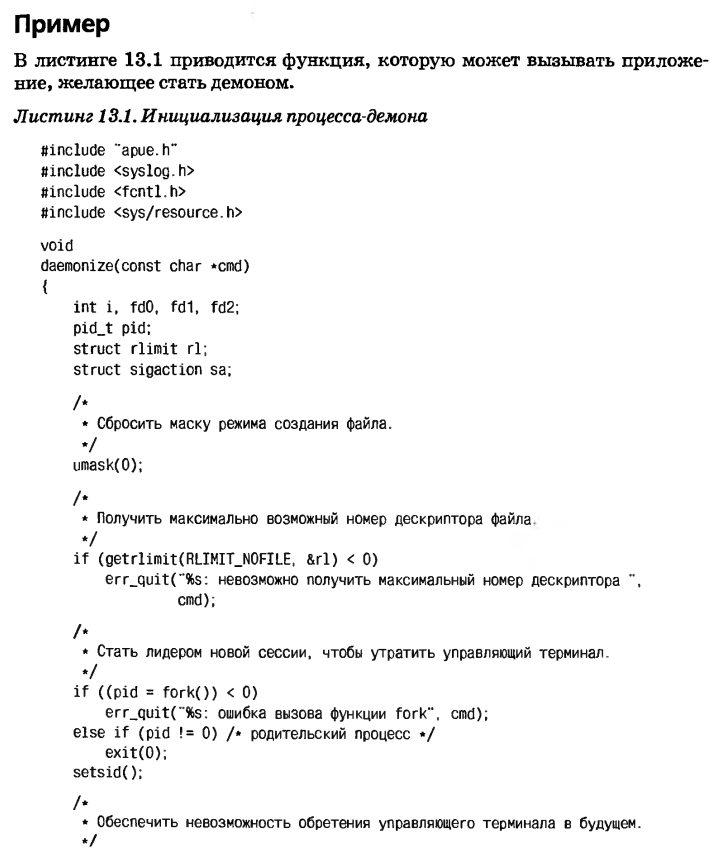 Пример
В листинге 13.1 приводится функция, которую может вызывать приложе-
ние, желающее стать демоном.
Листинг 13.1. Инициализация процесса-демона
#include "apue.h"
#include <syslog.h>
#include <fcntl.h>
#include <sys/resource.h>
void
daemonize(const char *cmd)
{
int i, fd0, fd1, fd2;
pid_t pid;
struct rlimit rl;
struct sigaction sa;
/*
* Сбросить маску режима создания файла.
*/
umask(0);
/*
* Получить максимально возможный номер дескриптора файла.
*/
if (getrlimit(RLIMIT_NOFILE, &rl) < 0)
err_quit("%s: невозможно получить максимальный номер дескриптора ",
cmd);
/*
* Стать лидером новой сессии, чтобы утратить управляющий терминал.
*/
if ((pid = fork()) < 0)
err_quit("%s: ошибка вызова функции fork", cmd);
else if (pid != 0) /* родительский процесс */
exit(0);
setsid();
/*
* Обеспечить невозможность обретения управляющего терминала в будущем.
*/